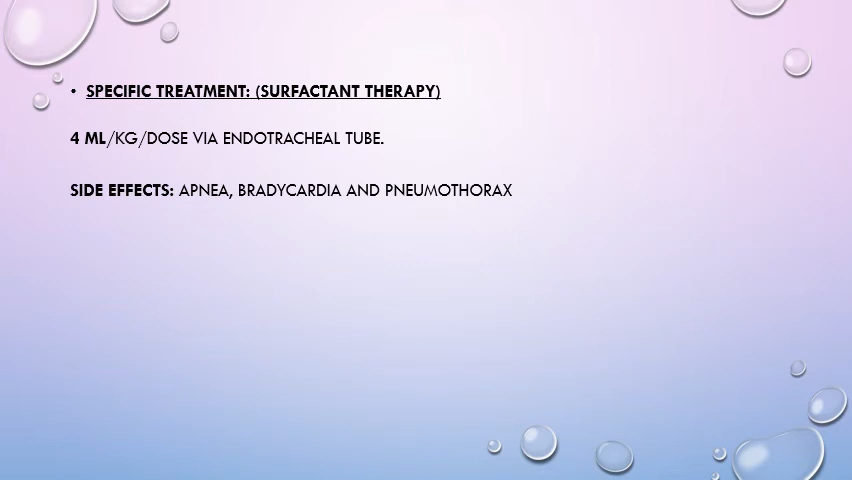 • SPECIFIC TREATMENT: (SURFACTANT THERAPY)
4 ML/KG/DOSE VIA ENDOTRACHEAL TUBE.
SIDE EFFECTS: APNEA, BRADYCARDIA AND PNEUMOTHORAX